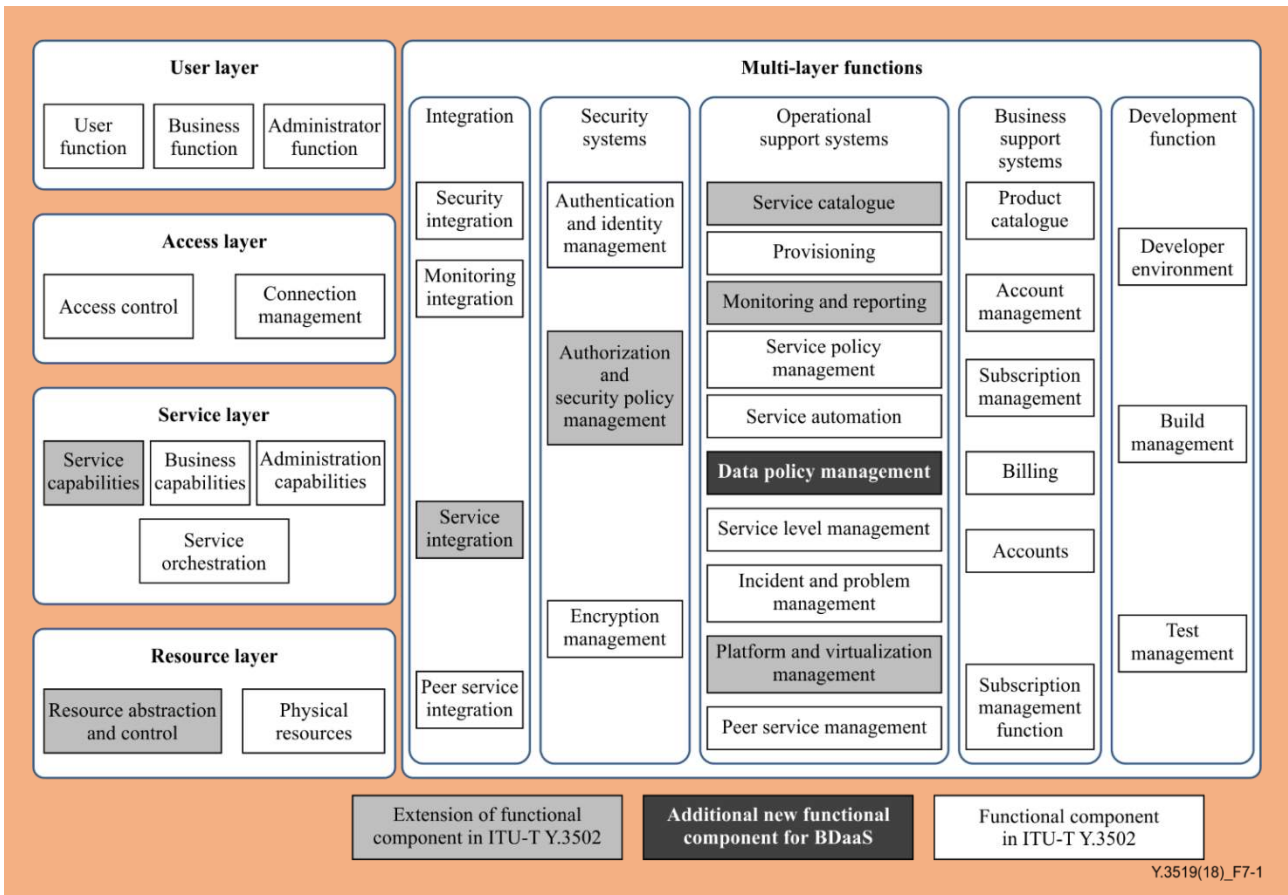 User layer
User
function
Business
function
Administrator
function
Access layer
Access control
Connection
management
Service layer
Service
capabilities
Business
capabilities
Administration
capabilities
Service
orchestration
Resource layer
Resource abstraction
and control
Physical
resources
Multi-layer functions
Integration
Security
integration
Monitoring
integration
Service
integration
Peer service
integration
Security
systems
Authentication
and identity
management
Authorization
and
security policy
management
Encryption
management
Operational
support systems
Service catalogue
Provisioning
Monitoring and reporting
Service policy
management
Service automation
Data policy management
Service level management
Incident and problem
management
Platform and virtualization
management
Peer service management
Business
support
systems
Product
catalogue
Account
management
Subscription
management
Billing
Accounts
Subscription
management
function
Development
function
Developer
environment
Build
management
Test
management
Extension of functional
component in ITU-T Y.3502
Additional new functional
component for BDaaS
Functional component
in ITU-T Y.3502
Y.3519(18)_F7-1